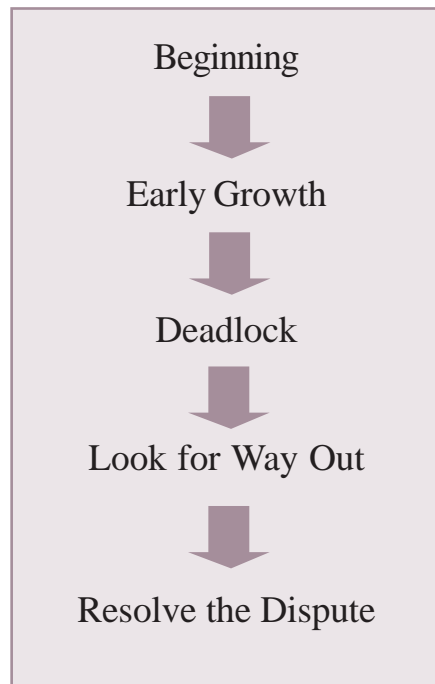 Beginning
Early Growth
Deadlock
Look for Way Out
Resolve the Dispute